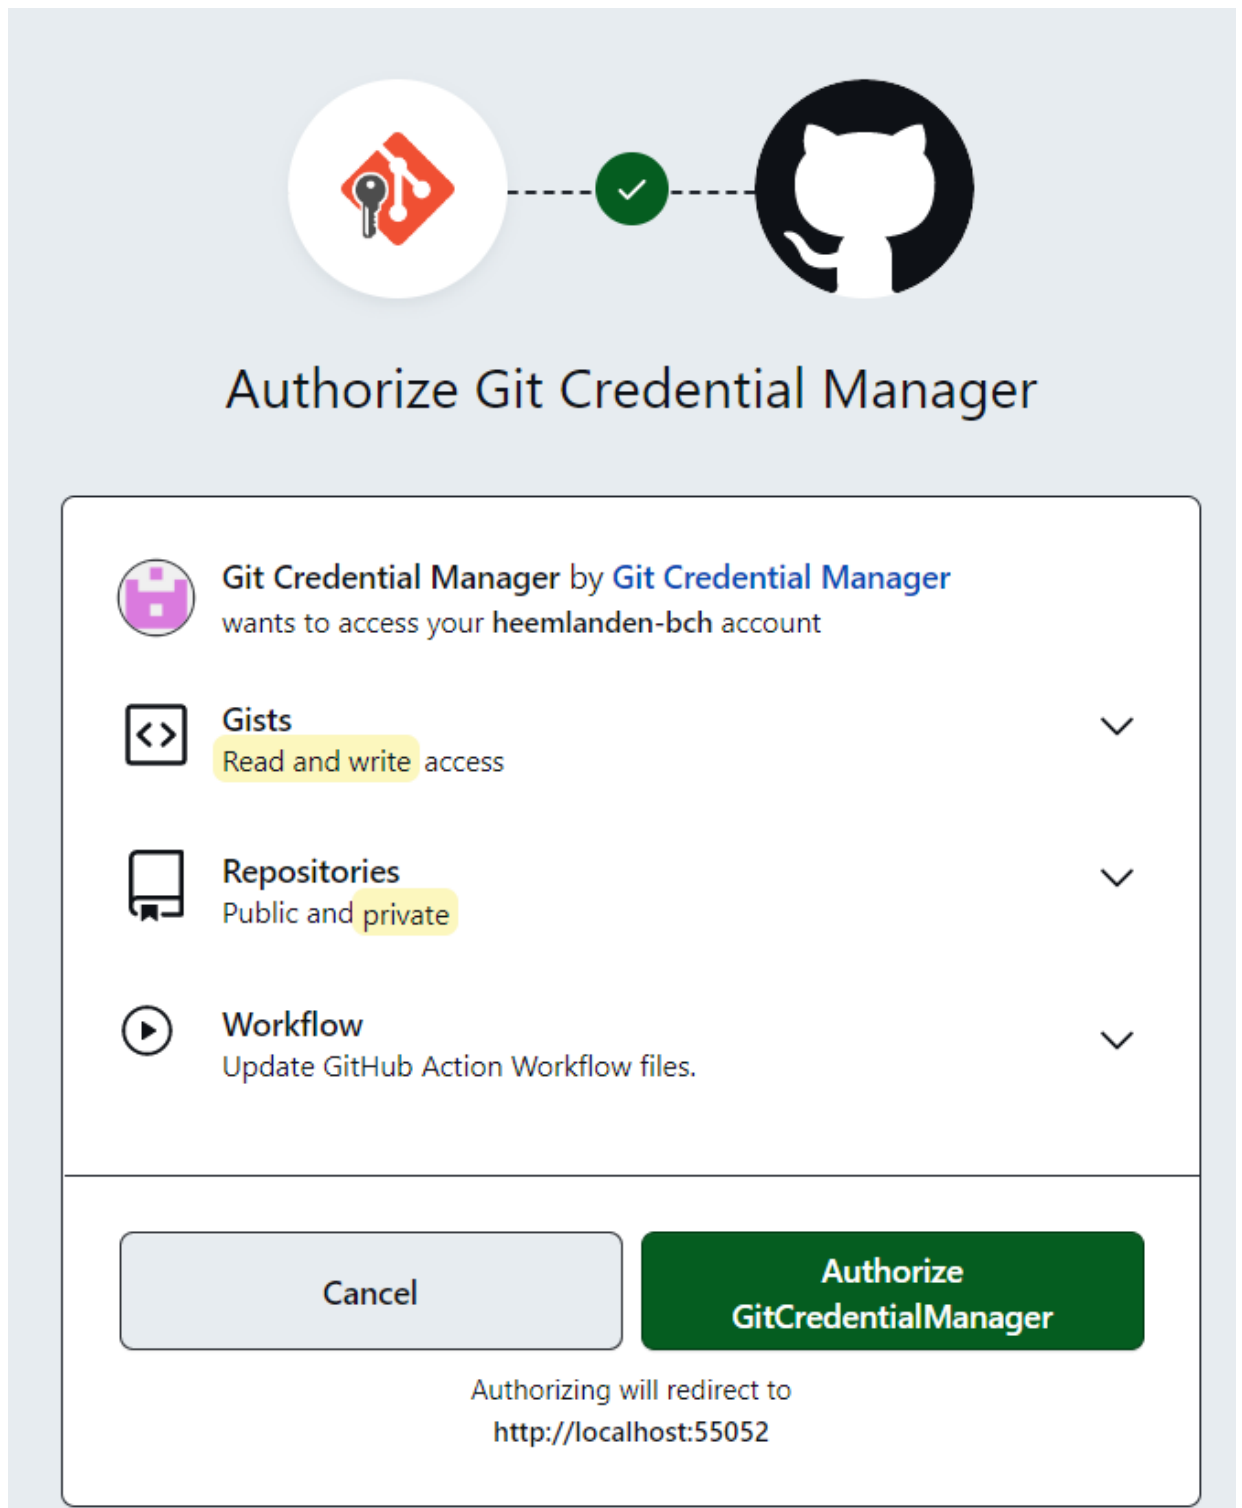 Authorize Git Credential Manager
Git Credential Manager by Git Credential Manager
wants to access your heemlanden-bch account
Gists
Read and write access
Repositories
Public and private
Workflow
Update GitHub Action Workflow files.
Cancel
Authorize
GitCredentialManager
Authorizing will redirect to
http://localhost:55052